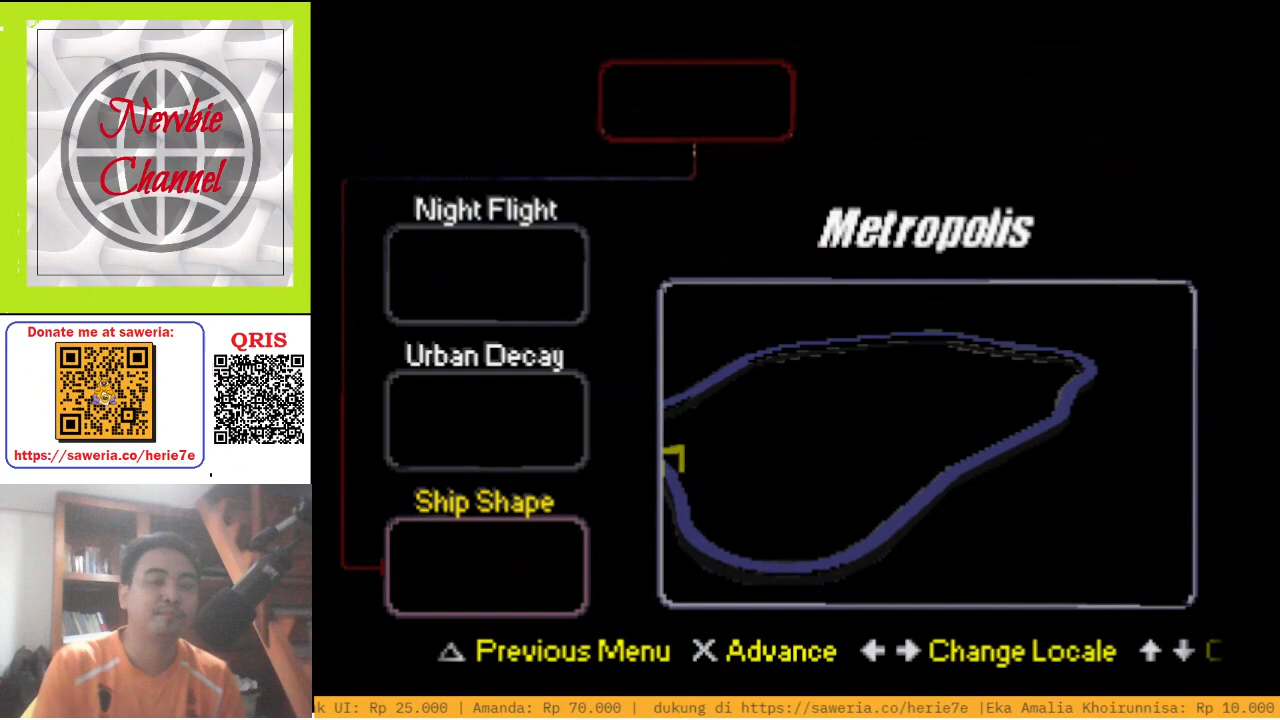 Newbie
Channel
Donate me at saweria:
QRIS
https://saweria.co/herie7e
Night Flight
Urban Decay
Ship Shape
Metropolis
Previous Menu
Advance
Change Locale
k UI: Rp 25.000 | Amanda: Rp 70.000 |  dukung di https://saweria.co/herie7e |Eka Amalia Khoirunnisa: Rp 10.000